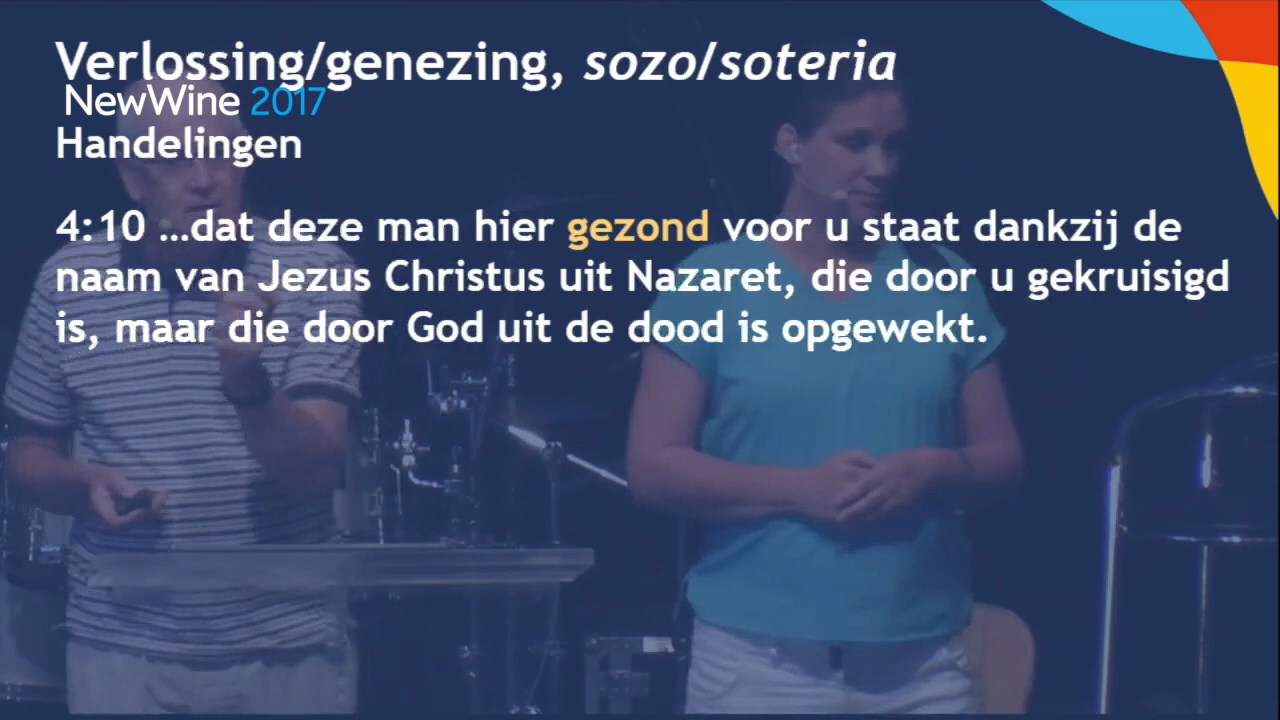 Verlossing/genezing, sozo/soteria
NewWine 2017
Handelingen
4:10 …dat deze man hier gezond voor u staat dankzij de
naam van Jezus Christus uit Nazaret, die door u gekruisigd
is, maar die door God uit de dood is opgewekt.